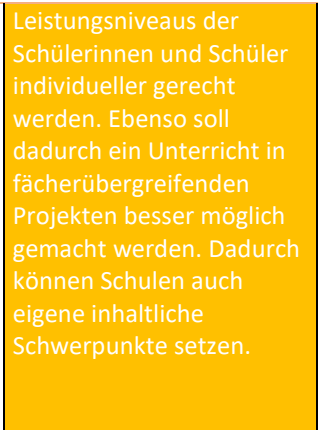 Leistungsniveaus der
Schülerinnen und Schüler
individueller gerecht
werden. Ebenso soll
dadurch ein Unterricht in
fächerübergreifenden
Projekten besser möglich
gemacht werden. Dadurch
können Schulen auch
eigene inhaltliche
Schwerpunkte setzen.